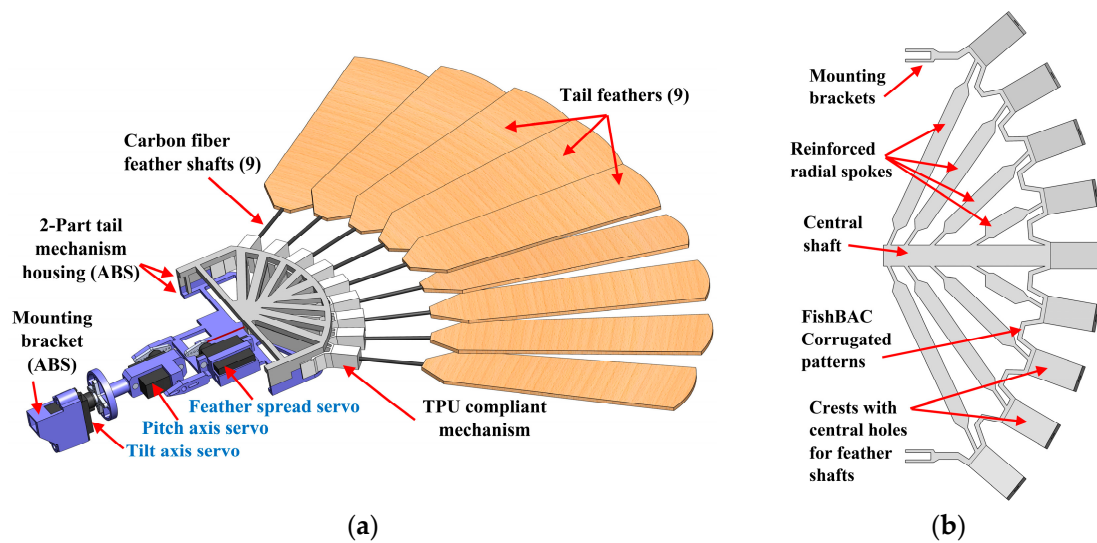 Tail feathers (9)
Carbon fiber
feather shafts (9)
2-Part tail
mechanism
housing (ABS)
Mounting
bracket
(ABS)
Feather spread servo
Pitch axis servo
Tilt axis servo
TPU compliant
mechanism
(a)
Mounting
brackets
Reinforced
radial spokes
Central
shaft
FishBAC
Corrugated
patterns
Crests with
central holes
for feather
shafts
(b)